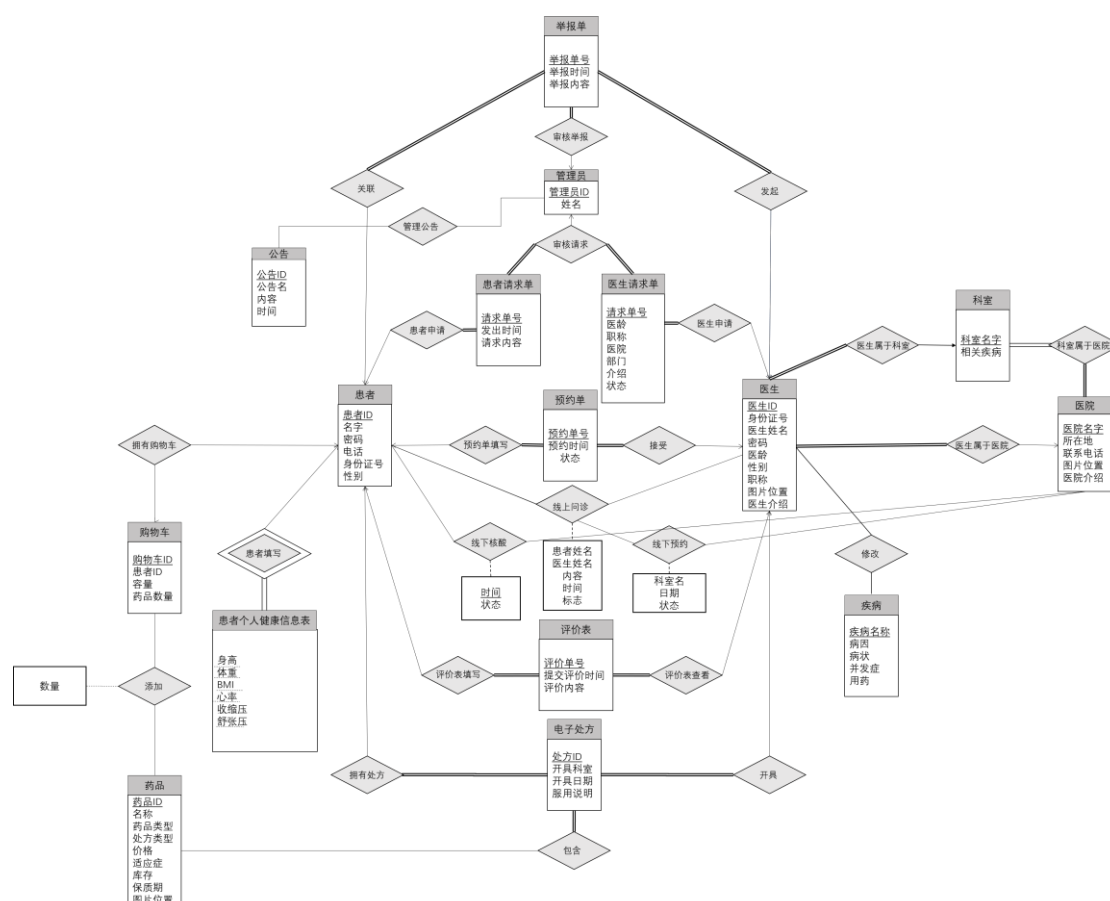 举报单
举报单号
举报时间
举报内容
审核举报
关联
发起
管理员
管理员ID
姓名
管理公告
审核请求
公告
公告ID
公告名
内容
时间
患者请求单
请求单号
发出时间
请求内容
医生请求单
请求单号
医龄
职称
医院
部门
介绍
状态
患者申请
医生申请
科室
科室名字
相关疾病
医生属于科室
科室属于医院
患者
患者ID
名字
密码
电话
身份证号
性别
预约单
预约单号
预约时间
状态
医生
医生ID
身份证号
医生姓名
密码
医龄
性别
职称
图片位置
医生介绍
医院
医院名字
所在地
联系电话
图片位置
医院介绍
拥有购物车
预约单填写
接受
医生属于医院
线上问诊
购物车
购物车ID
患者ID
容量
药品数量
患者填写
线下核酸
线下预约
修改
时间
状态
患者姓名
医生姓名
内容
时间
标志
科室名
日期
状态
患者个人健康信息表
身高
体重
BMI
心率
收缩压
舒张压
疾病
疾病名称
病因
病状
并发症
用药
评价表
评价单号
提交评价时间
评价内容
数量
添加
评价表填写
评价表查看
电子处方
处方ID
开具科室
开具日期
服用说明
拥有处方
开具
药品
药品ID
名称
药品类型
处方类型
价格
适应症
库存
保质期
图片位置
包含